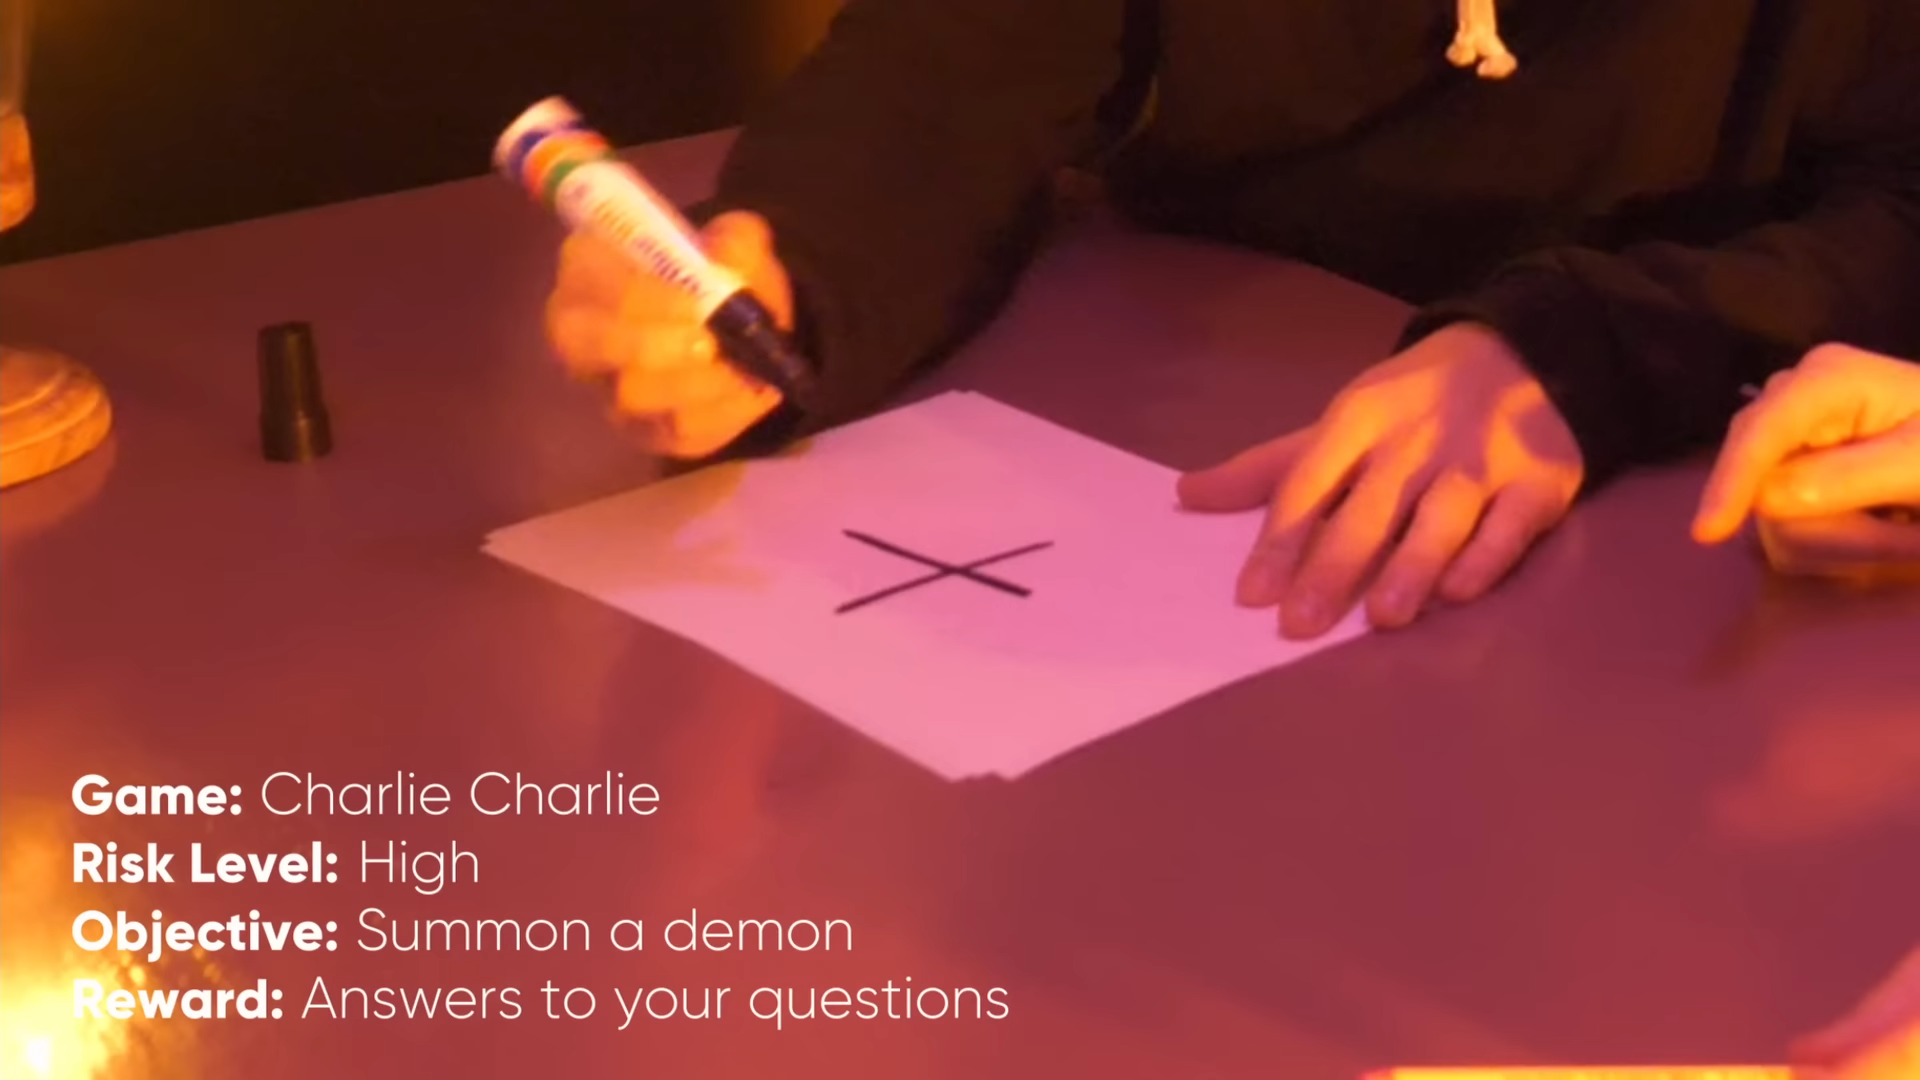 Game: Charlie Charlie
Risk Level: High
Objective: Summon a demon
Reward: Answers to your questions